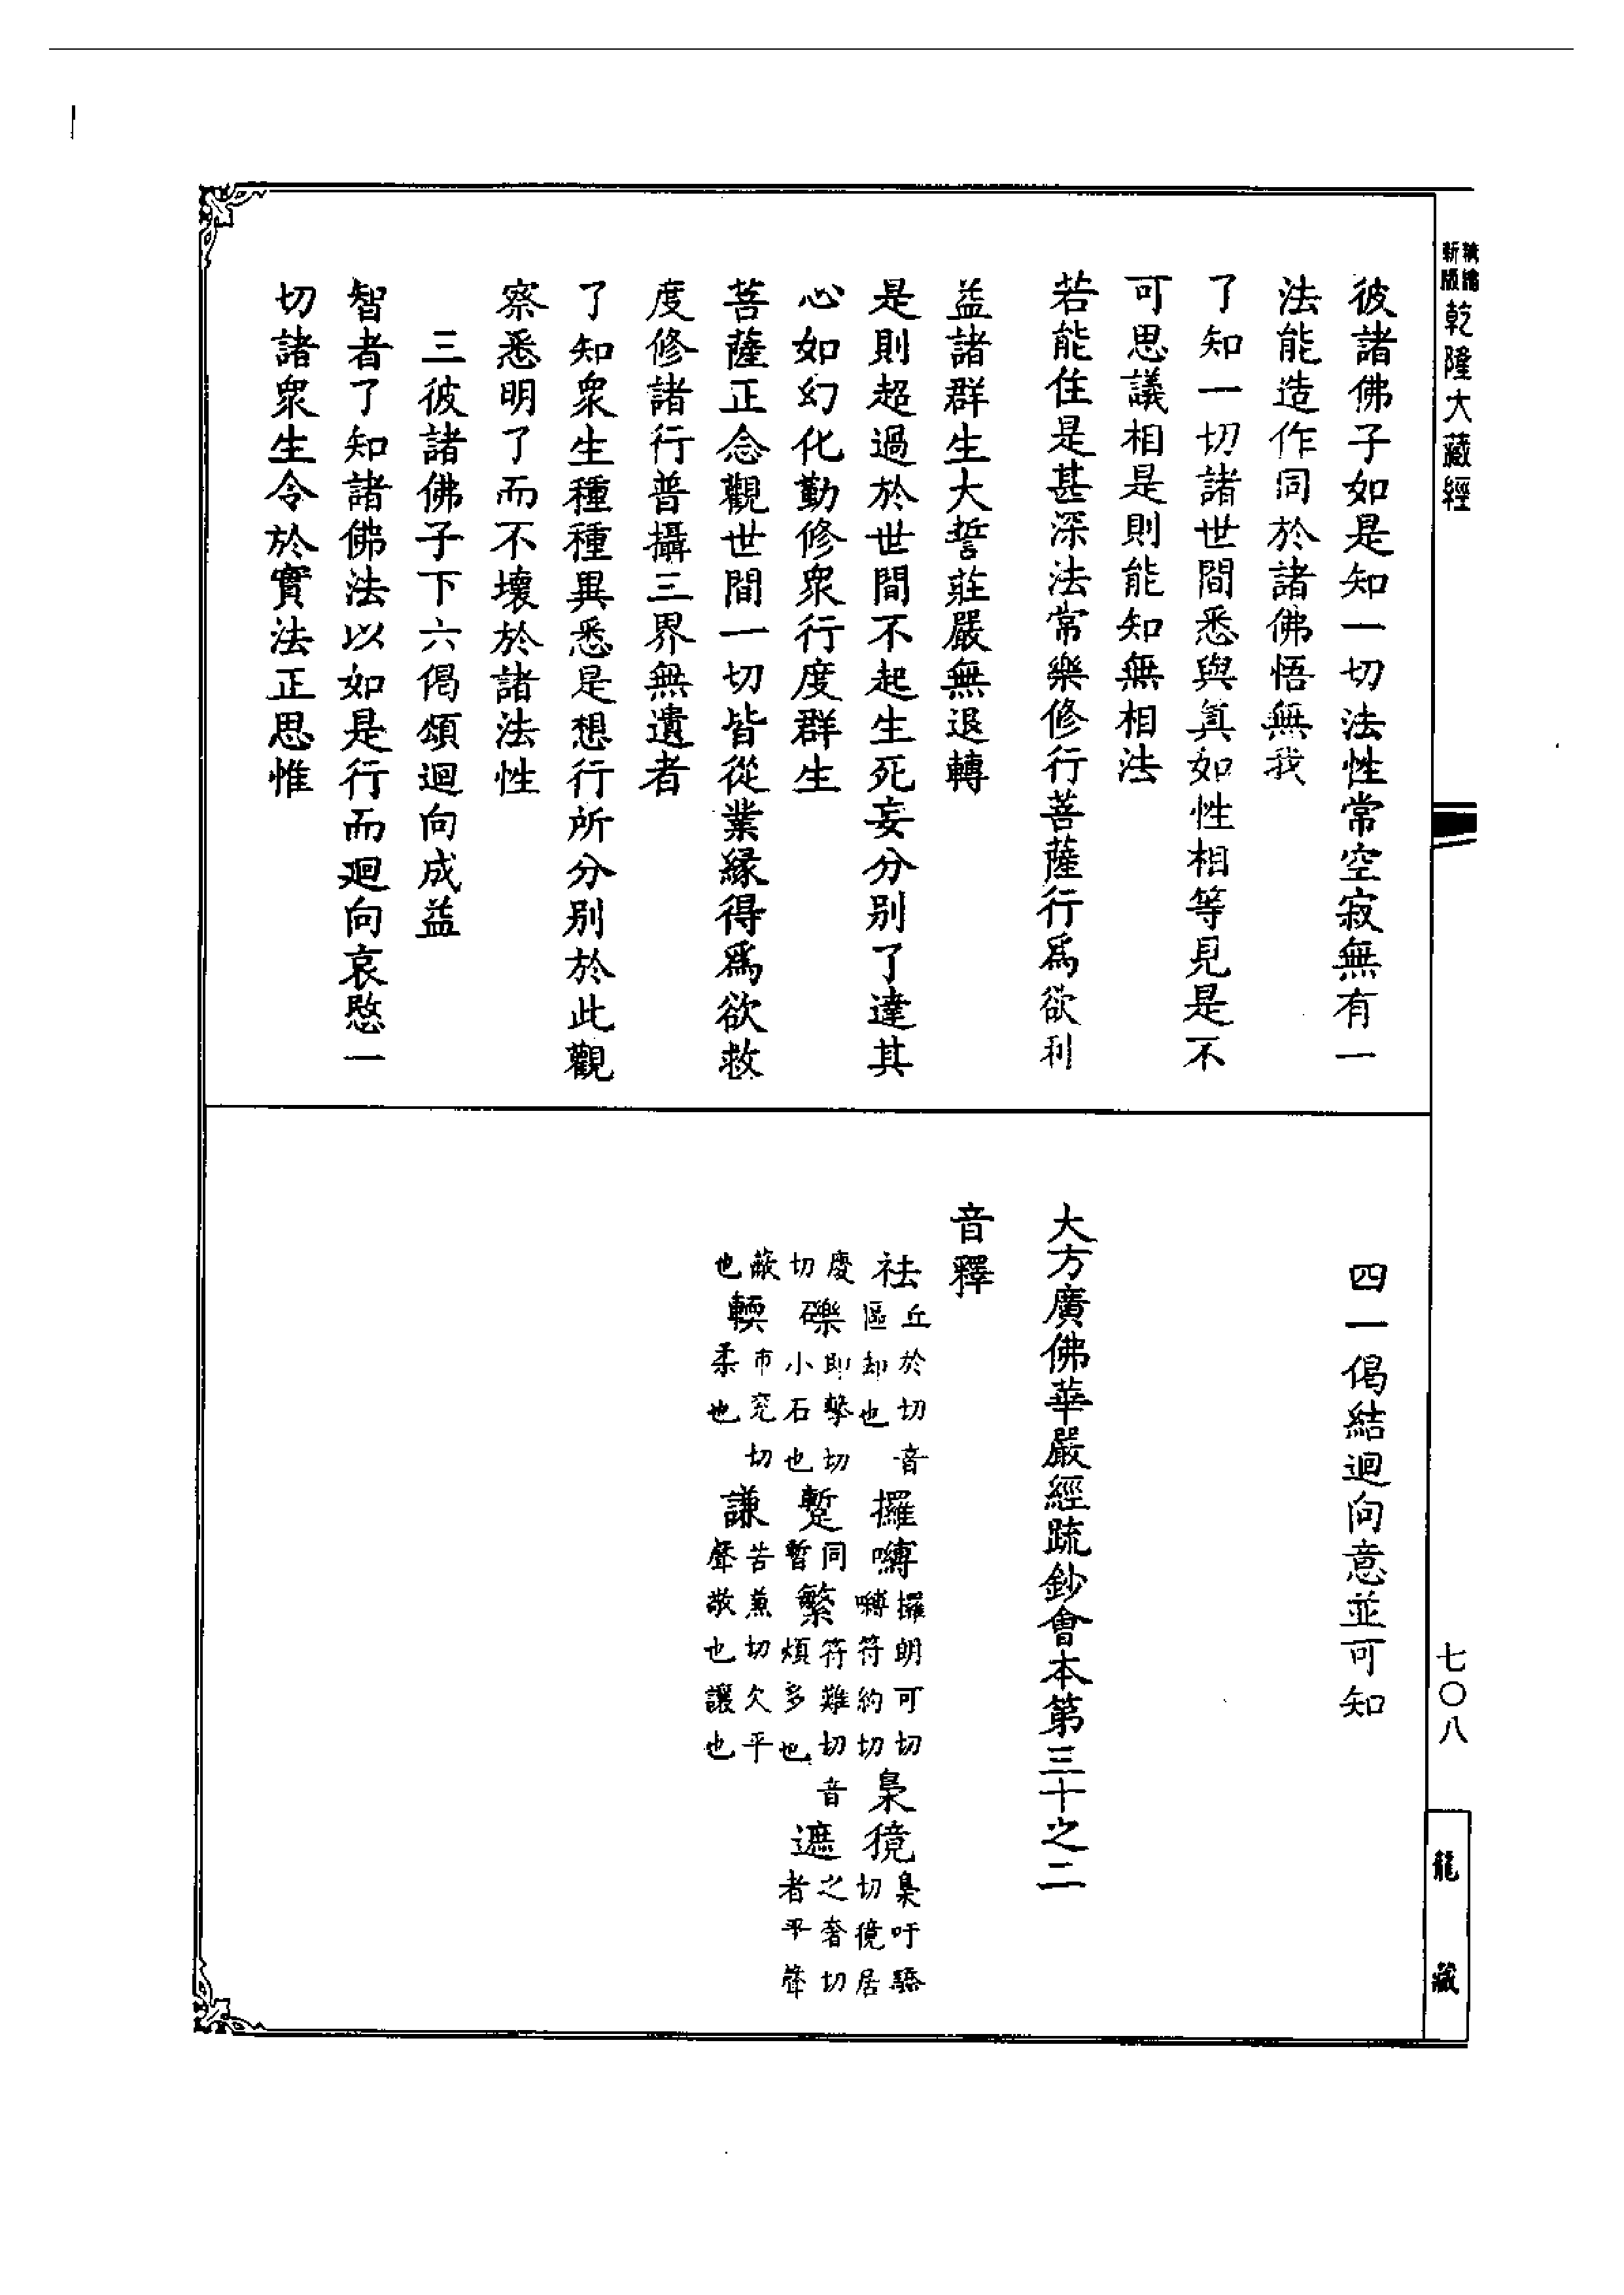 新編
新版
乾隆大藏經
彼諸佛子如是知一切法性常空寂無有一
法能造作同於諸佛悟無我
了知一切諸世間悉與真如性相等見是不
可思議相是則能知無相法
若能住是甚深法常樂修行菩薩行爲欲利
益諸群生大誓莊嚴無退轉
是則超過於世間不起生死妄分别了達其
心如幻化勤修衆行度群生
菩薩正念觀世間一切皆從業緣得爲欲救
度修諸行普攝三界無遺者
了知衆生種種異悉是想行所分别於此觀
察悉明了而不壞於諸法性
三彼諸佛子下六偈頌迴向成益
智者了知諸佛法以如是行而迴向哀愍一
切諸衆生令於實法正思惟
四一偈結迴向意並可知
大方廣佛華嚴經疏鈔會本第三十之二
音釋
祛丘於切音區却也 攞嚩攞朗可切嚩符約切 梟獍梟吁驕切獍居
慶切 礫郎擊切小石也 蹔同暫 繁符難切音煩多也 遮之奢切者平聲
蔽也 輭而兖切柔也 謙苦兼切欠平聲敬也讓也
七〇八
龍藏